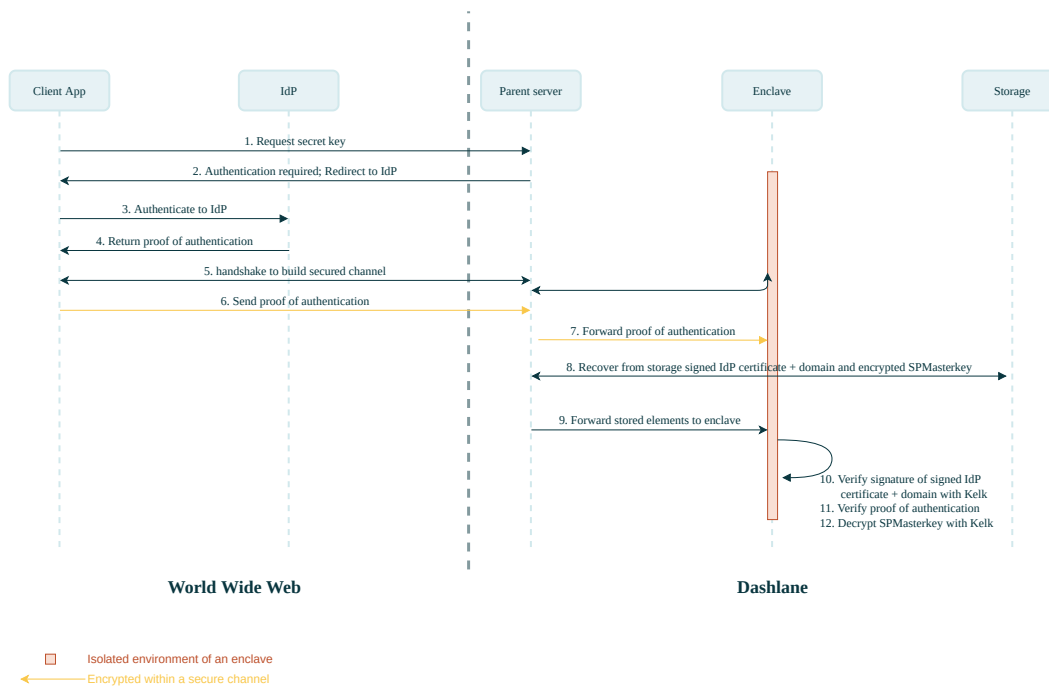 Client App
IdP
Parent server
Enclave
Storage
1. Request secret key
2. Authentication required; Redirect to IdP
3. Authenticate to IdP
4. Return proof of authentication
5. handshake to build secured channel
6. Send proof of authentication
7. Forward proof of authentication
8. Recover from storage signed IdP certificate + domain and encrypted SPMasterkey
9. Forward stored elements to enclave
10. Verify signature of signed IdP
certificate + domain with Kelk
11. Verify proof of authentication
12. Decrypt SPMasterkey with Kelk
World Wide Web
Dashlane
Isolated environment of an enclave
Encrypted within a secure channel